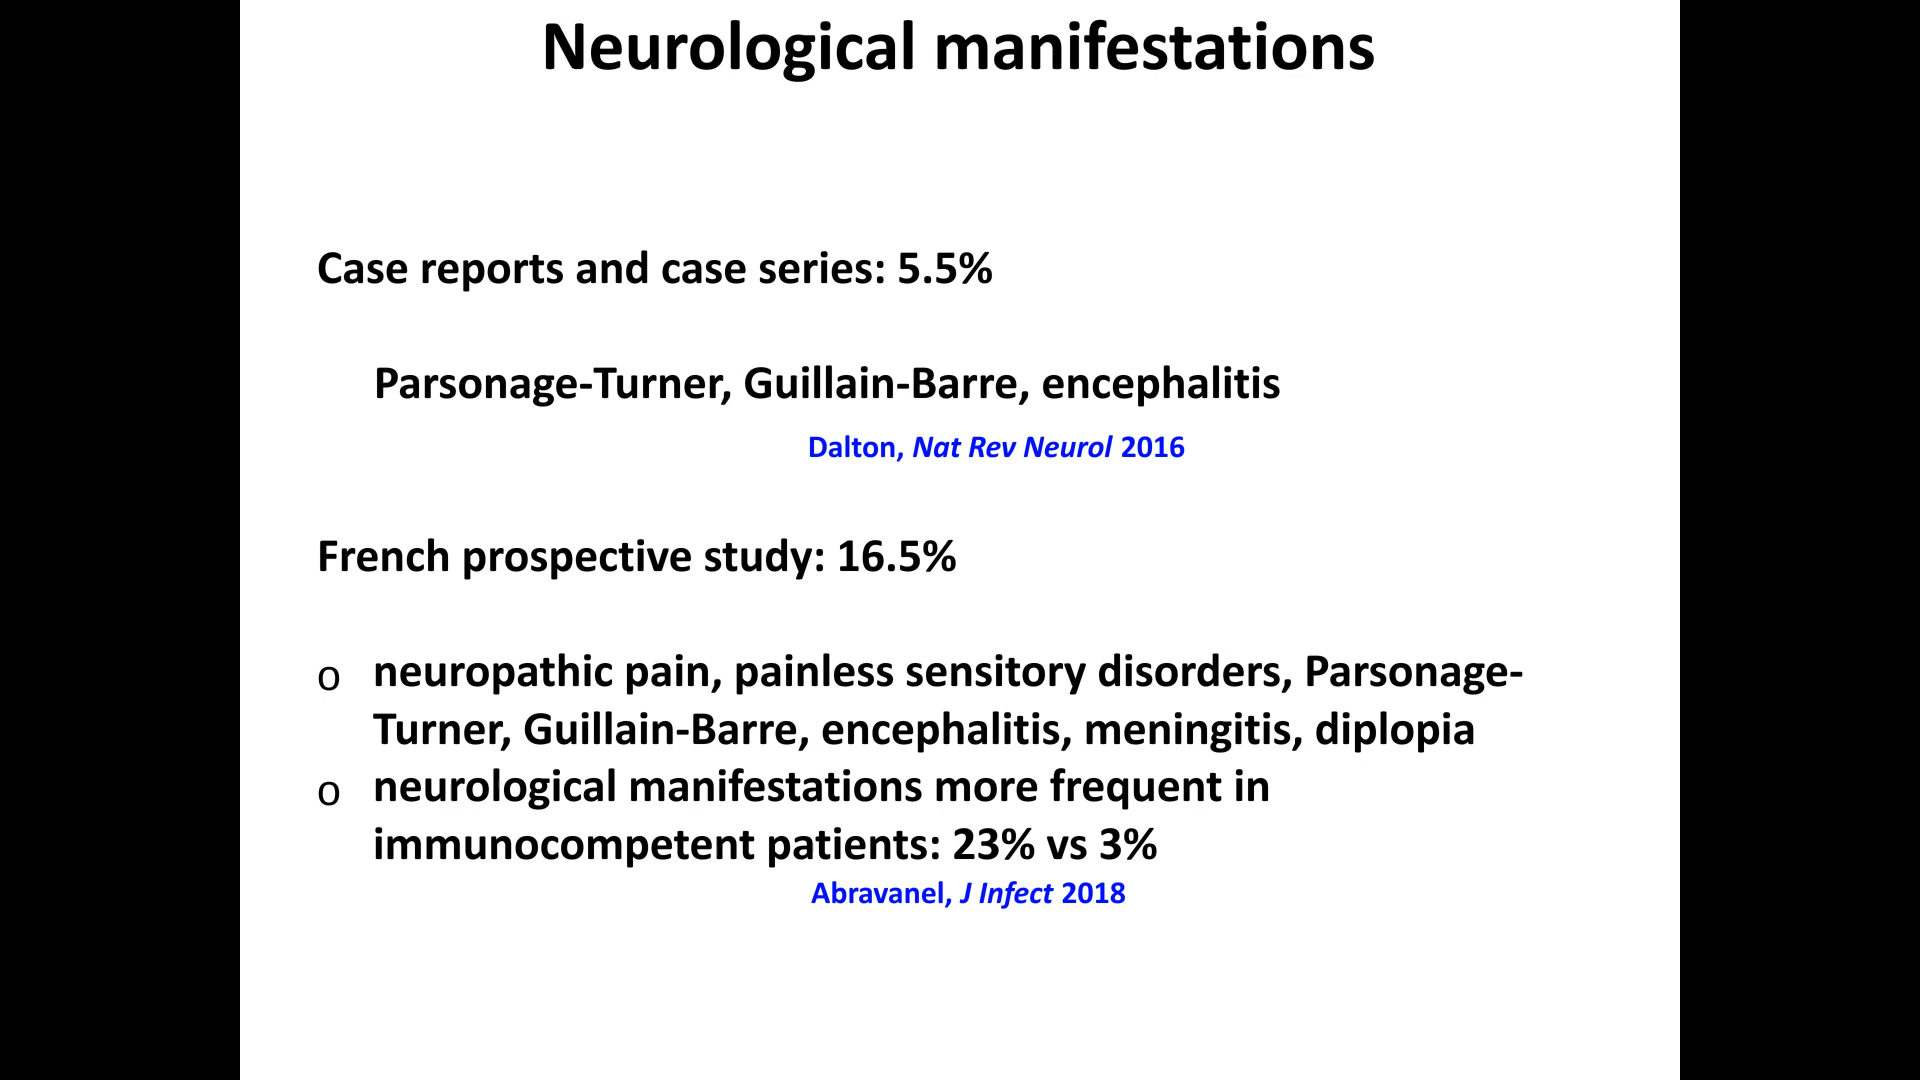 Neurological manifestations
Case reports and case series: 5.5%
Parsonage-Turner, Guillain-Barre, encephalitis
Dalton, Nat Rev Neurol 2016
French prospective study: 16.5%
o neuropathic pain, painless sensitory disorders, Parsonage-
Turner, Guillain-Barre, encephalitis, meningitis, diplopia
o neurological manifestations more frequent in
immunocompetent patients: 23% vs 3%
Abravanel, J Infect 2018